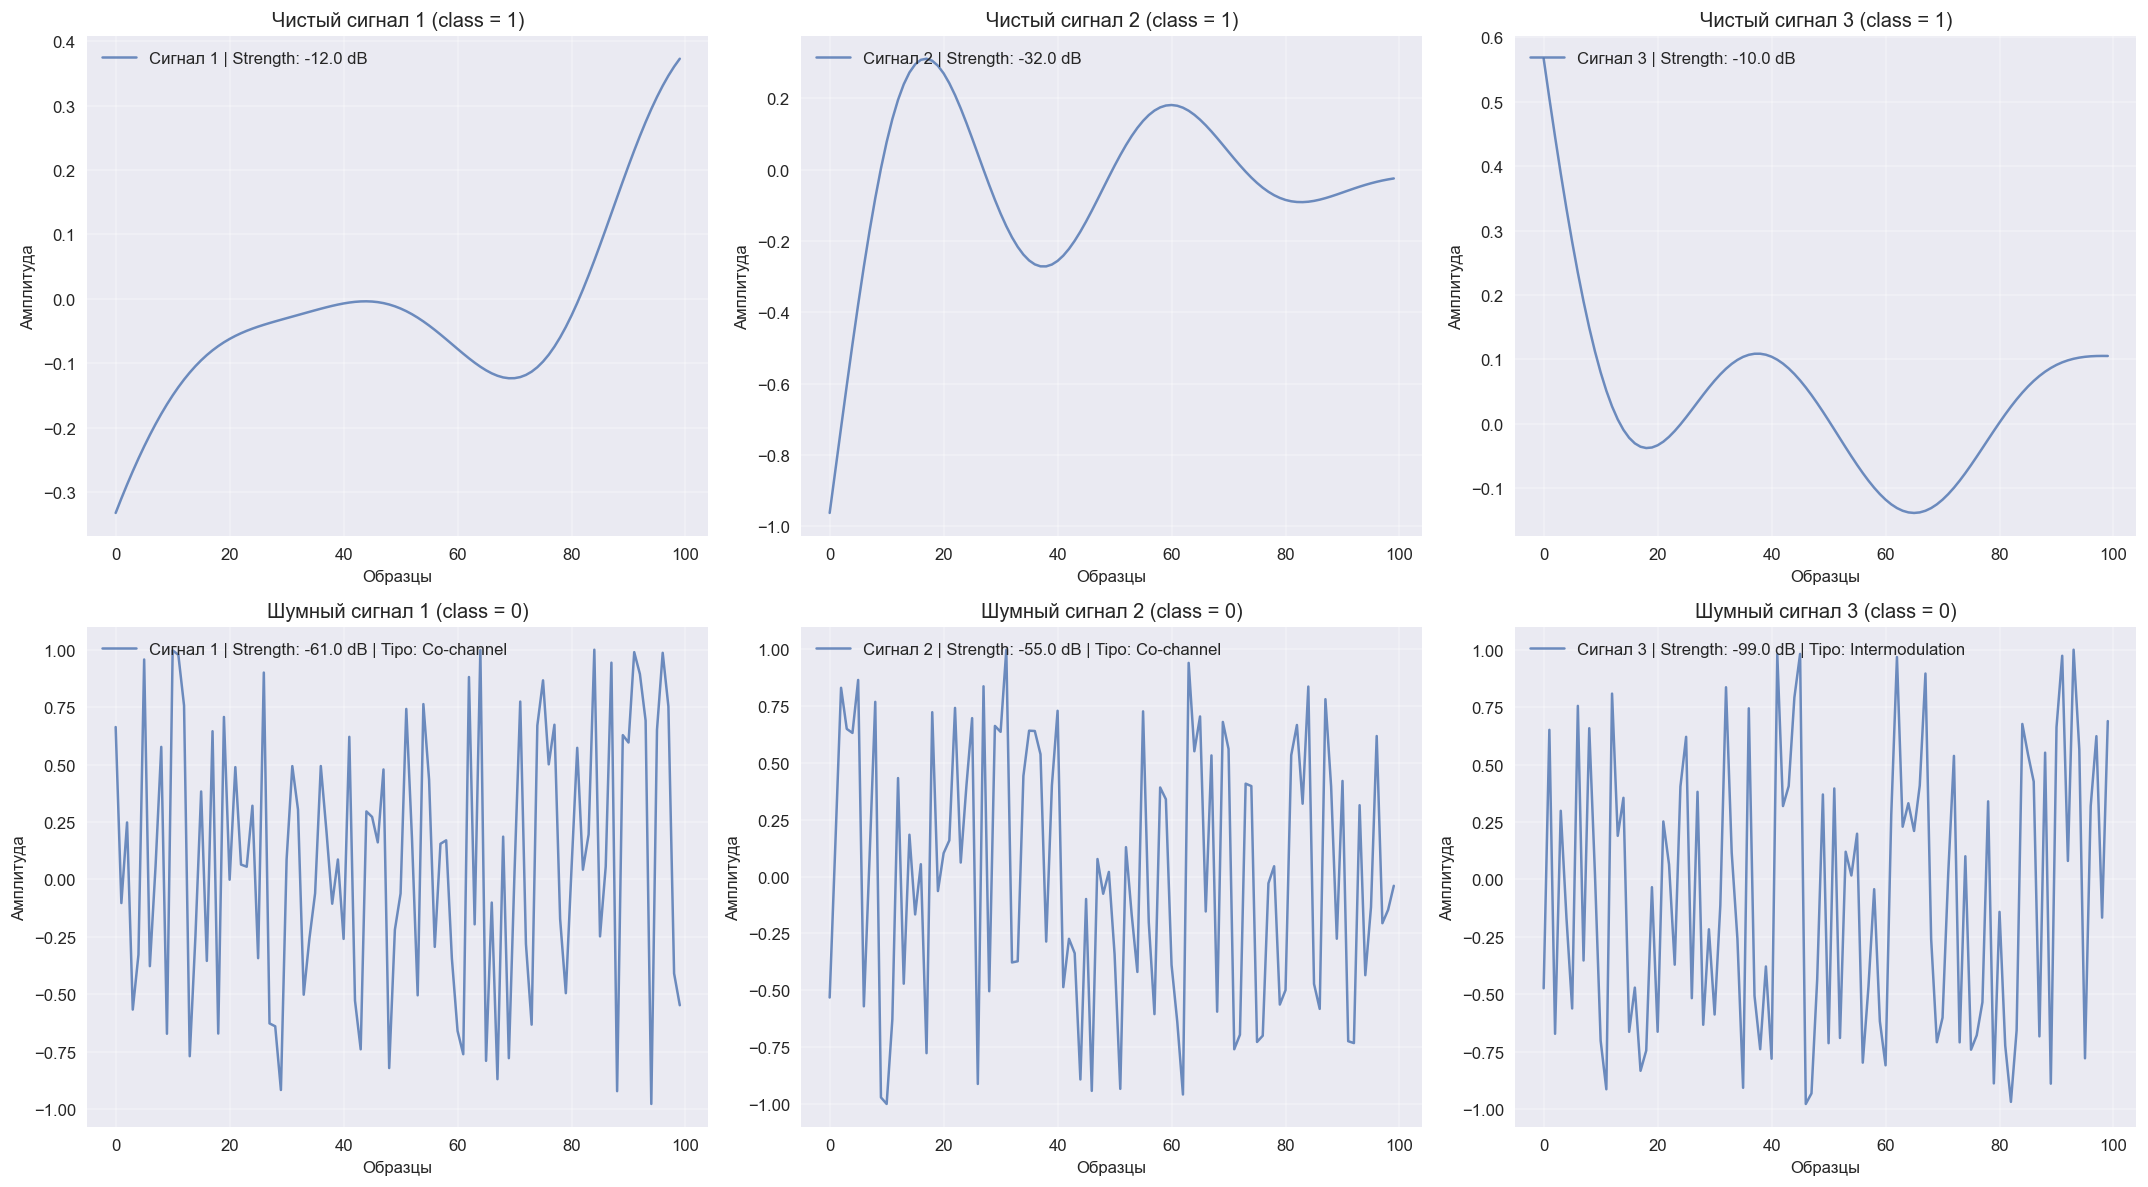 Чистый сигнал 1 (class = 1)
Сигнал 1 | Strength: -12.0 dB
0.4
0.3
0.2
0.1
0.0
−0.1
−0.2
−0.3
Амплитуда
0 20 40 60 80 100
Образцы
Чистый сигнал 2 (class = 1)
Сигнал 2 | Strength: -32.0 dB
0.2
0.0
−0.2
−0.4
−0.6
−0.8
−1.0
Амплитуда
0 20 40 60 80 100
Образцы
Чистый сигнал 3 (class = 1)
Сигнал 3 | Strength: -10.0 dB
0.6
0.5
0.4
0.3
0.2
0.1
0.0
−0.1
Амплитуда
0 20 40 60 80 100
Образцы
Шумный сигнал 1 (class = 0)
Сигнал 1 | Strength: -61.0 dB | Tipo: Co-channel
1.00
0.75
0.50
0.25
0.00
−0.25
−0.50
−0.75
−1.00
Амплитуда
0 20 40 60 80 100
Образцы
Шумный сигнал 2 (class = 0)
Сигнал 2 | Strength: -55.0 dB | Tipo: Co-channel
1.00
0.75
0.50
0.25
0.00
−0.25
−0.50
−0.75
−1.00
Амплитуда
0 20 40 60 80 100
Образцы
Шумный сигнал 3 (class = 0)
Сигнал 3 | Strength: -99.0 dB | Tipo: Intermodulation
1.00
0.75
0.50
0.25
0.00
−0.25
−0.50
−0.75
−1.00
Амплитуда
0 20 40 60 80 100
Образцы